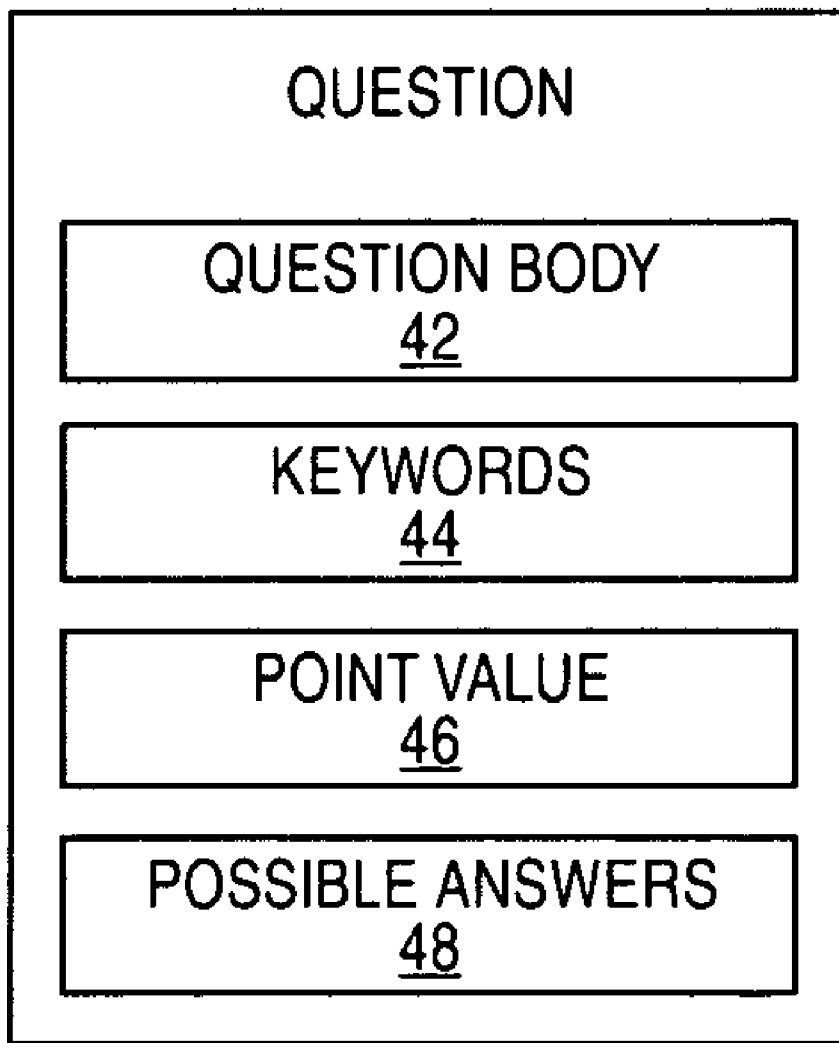 QUESTION
QUESTION BODY
42
KEYWORDS
44
POINT VALUE
46
POSSIBLE ANSWERS
48